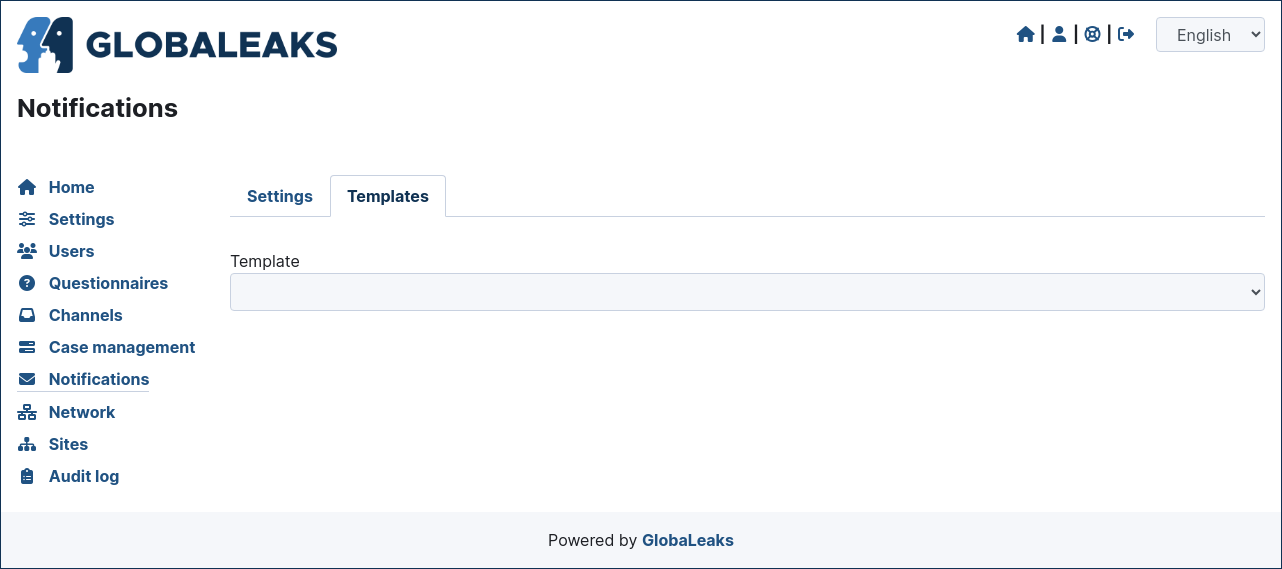 GLOBALEAKS
| | |
English
Notifications
Home
Settings
Users
Questionnaires
Channels
Case management
Notifications
Network
Sites
Audit log
Settings
Templates
Template
Powered by GlobaLeaks